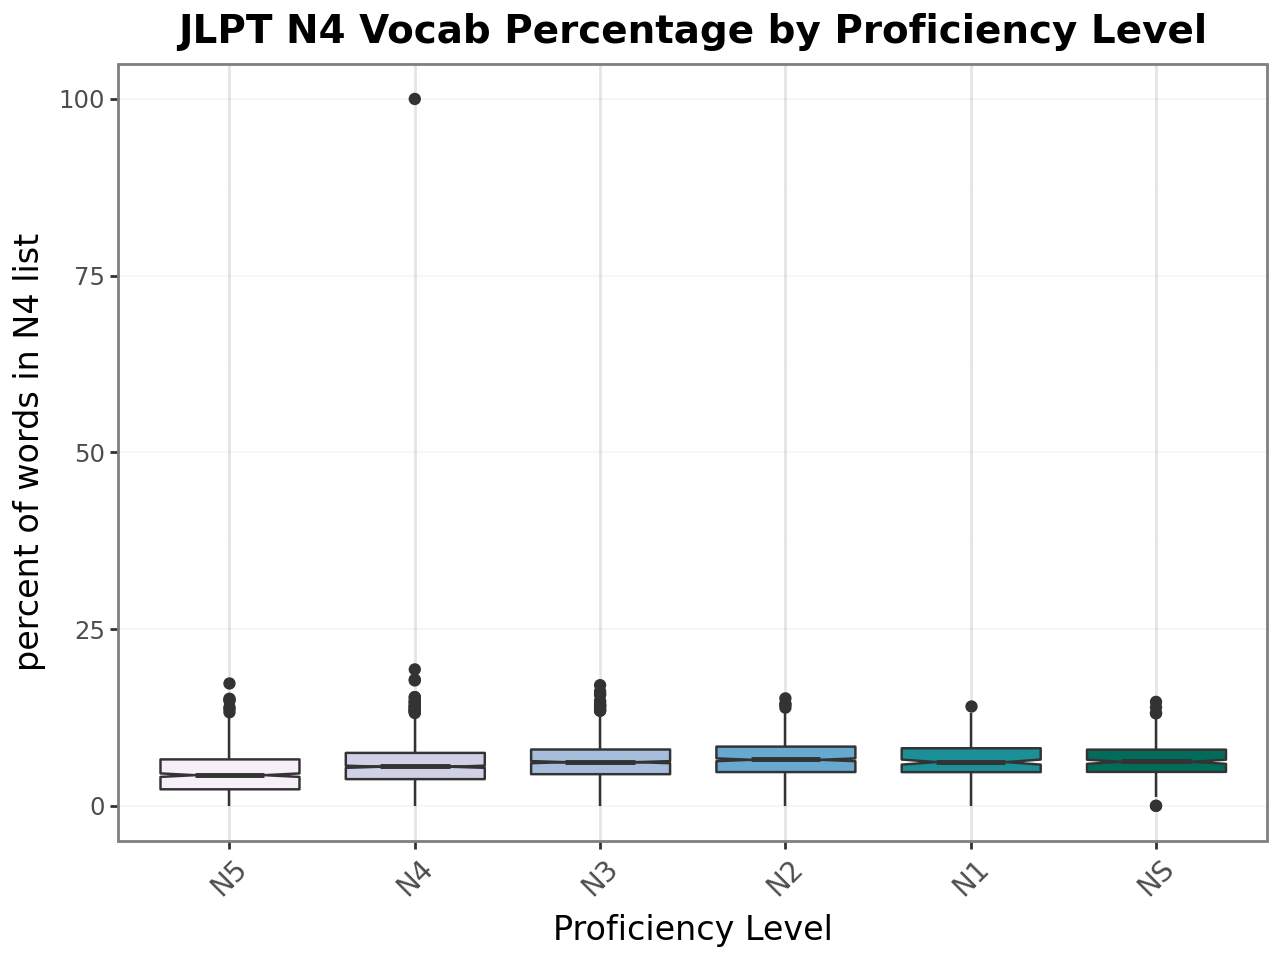 JLPT N4 Vocab Percentage by Proficiency Level
percent of words in N4 list
100
75
50
25
0
N5 N4 N3 N2 N1 NS
Proficiency Level